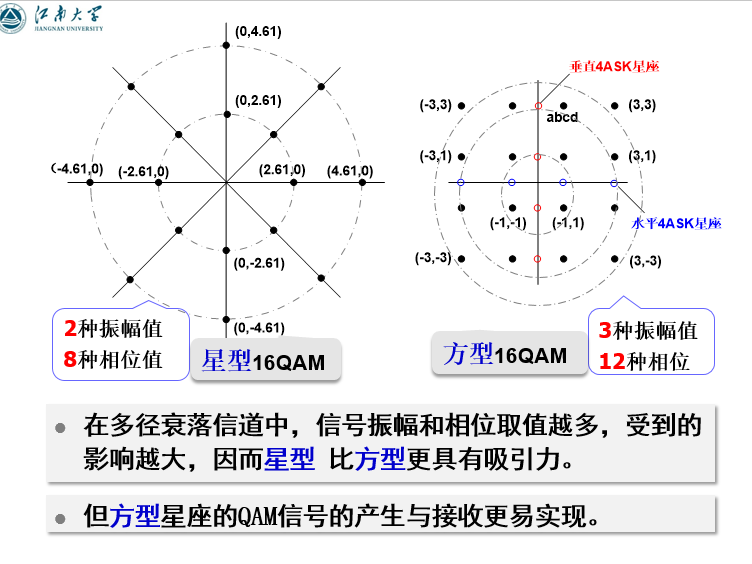 江南大学
JIANGNAN UNIVERSITY
(0,4.61)
(0,2.61)
(-4.61,0)
(-2.61,0)
(2.61,0)
(4.61,0)
(0,-2.61)
(0,-4.61)
2种振幅值
8种相位值
星型16QAM
垂直4ASK星座
(-3,3)
(3,3)
abcd
(-3,1)
(3,1)
(-1,-1)
(-1,1)
水平4ASK星座
(-3,-3)
(3,-3)
方型16QAM
3种振幅值
12种相位
在多径衰落信道中，信号振幅和相位取值越多，受到的
影响越大，因而星型 比方型更具有吸引力。
但方型星座的QAM信号的产生与接收更易实现。